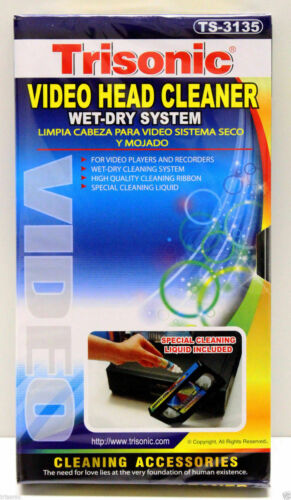 TS-3135
Trisonic®
VIDEO HEAD CLEANER
WET-DRY SYSTEM
LIMPIA CABEZA PARA VIDEO SISTEMA SECO
Y MOJADO
• FOR VIDEO PLAYERS AND RECORDERS
• WET-DRY CLEANING SYSTEM
• HIGH QUALITY CLEANING RIBBON
• SPECIAL CLEANING LIQUID
VIDEO
SPECIAL CLEANING
LIQUID INCLUDED
http://www.trisonic.com
© Copyright, All Rights Reserved.
CLEANING ACCESSORIES
The need for love lies at the very foundation of human existence.